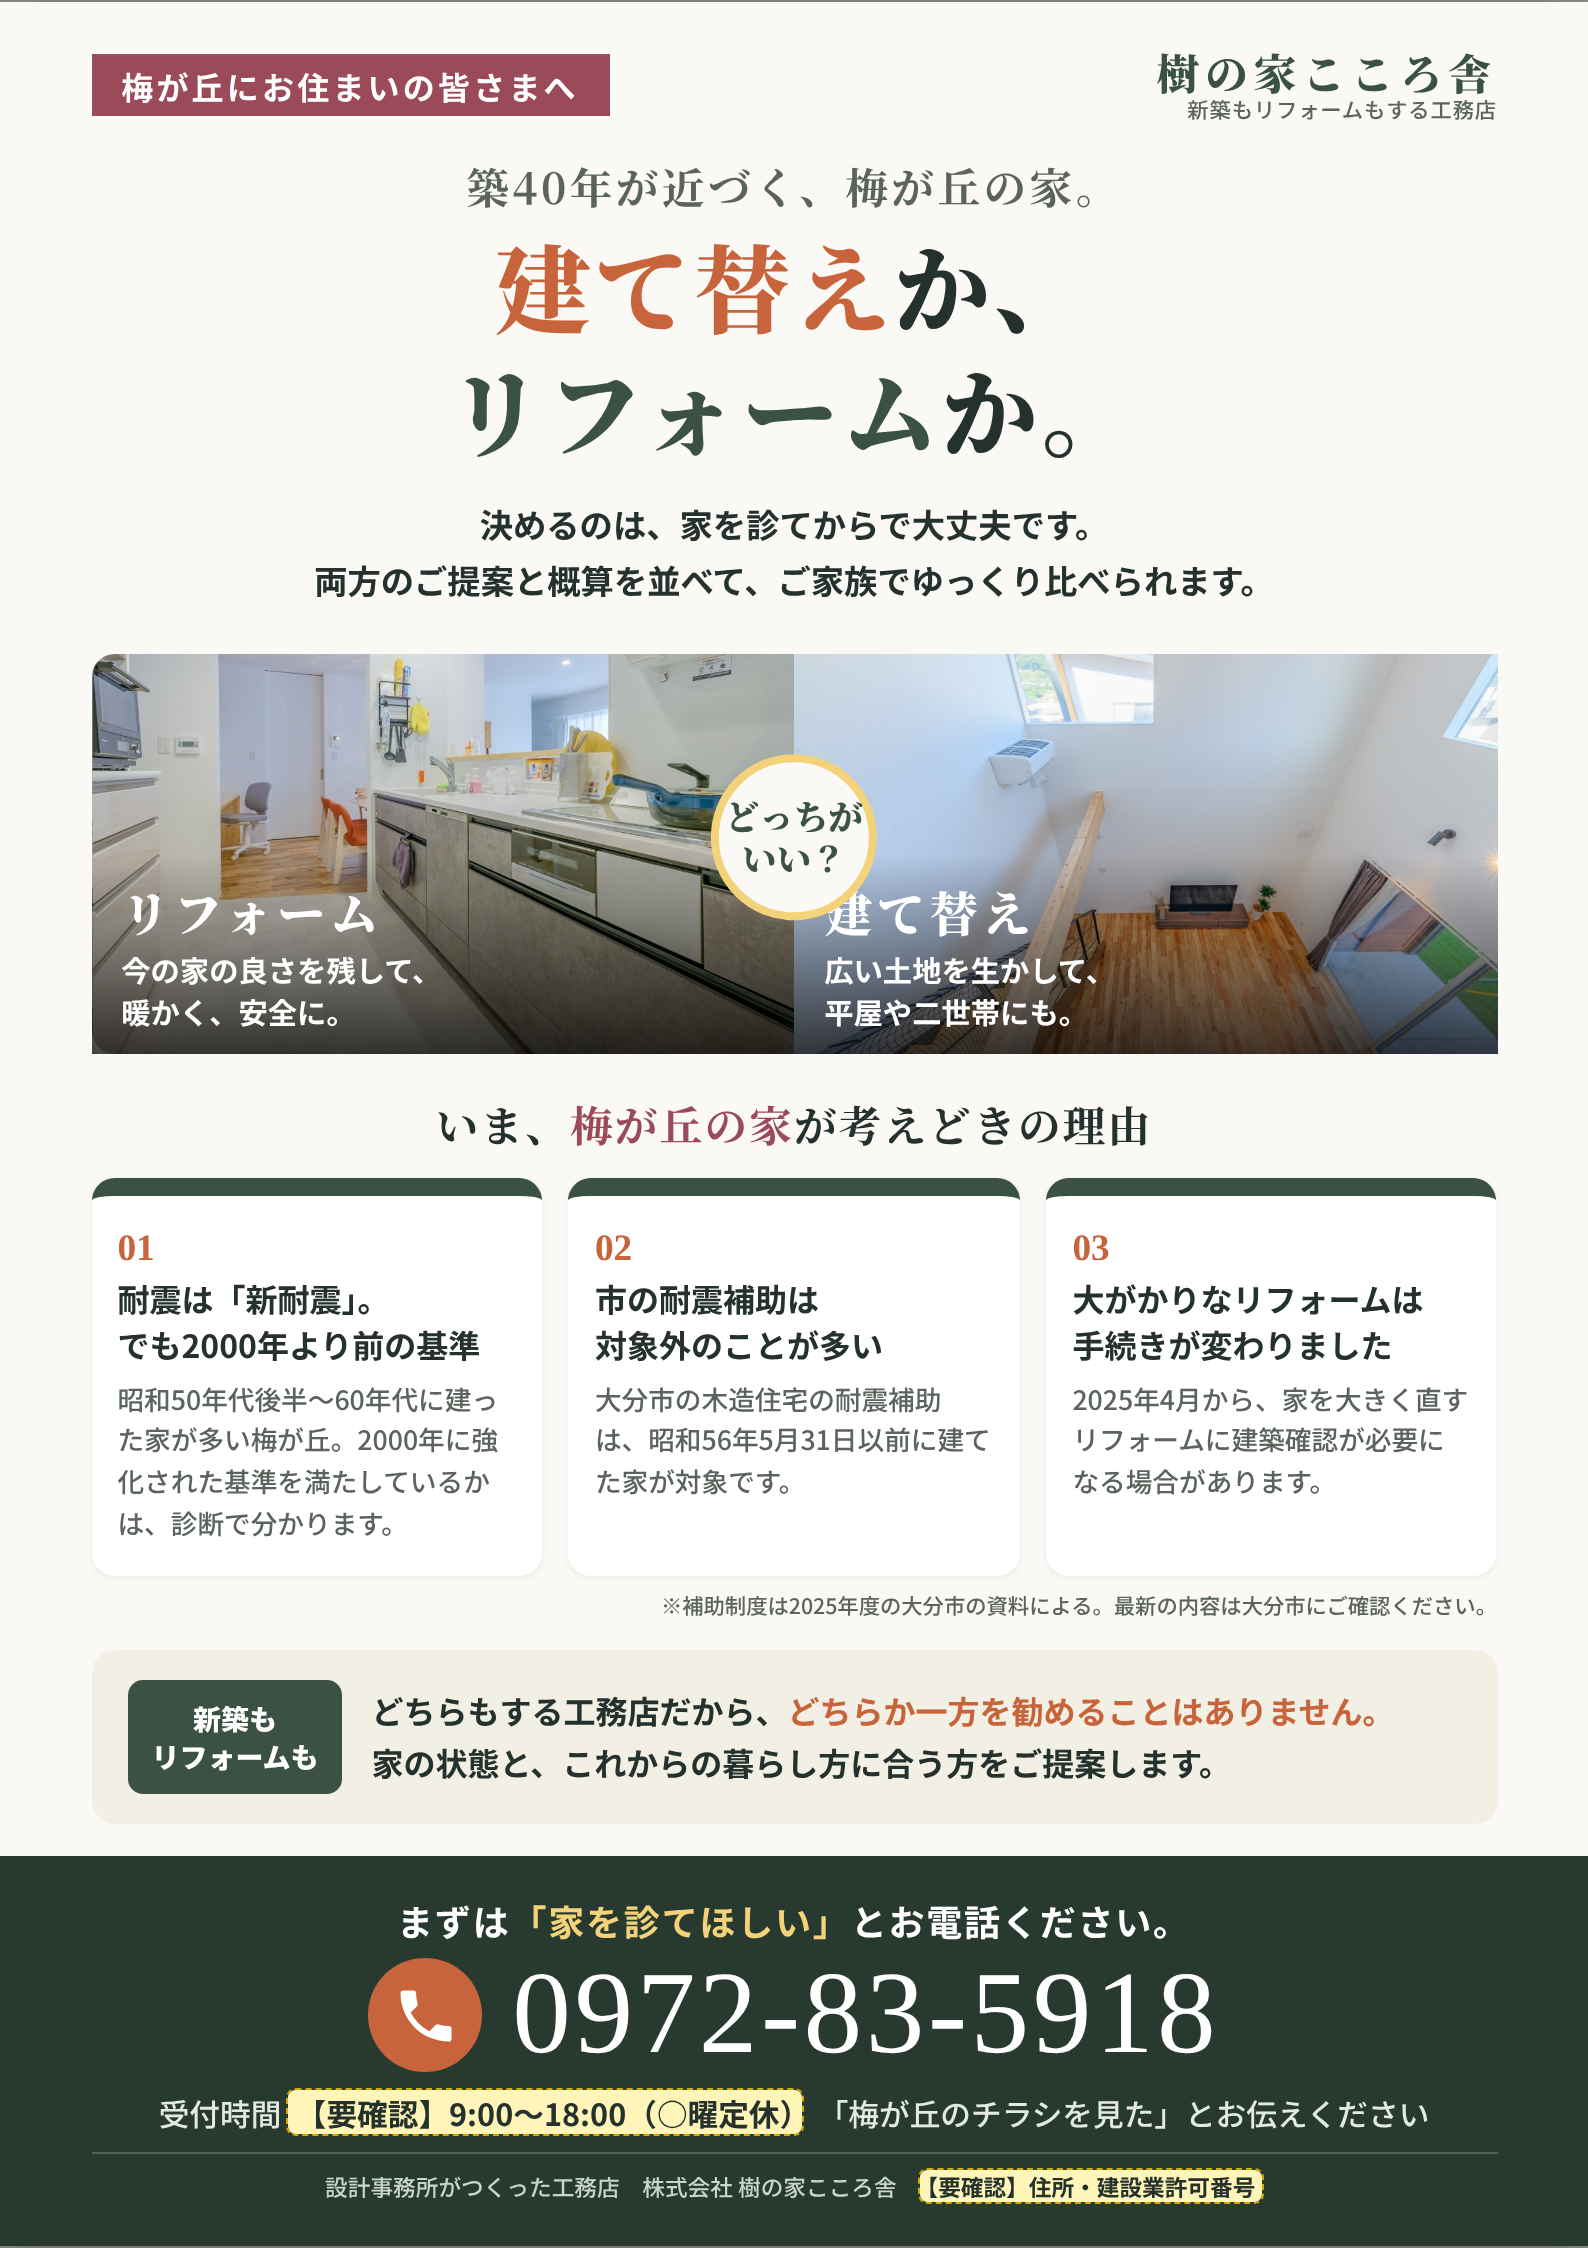 梅が丘にお住まいの皆さまへ
樹の家こころ舎
新築もリフォームもする工務店
築40年が近づく、梅が丘の家。
建て替えか、
リフォームか。
決めるのは、家を診てからで大丈夫です。
両方のご提案と概算を並べて、ご家族でゆっくり比べられます。
どっちが
いい？
リフォーム
今の家の良さを残して、
暖かく、安全に。
建て替え
広い土地を生かして、
平屋や二世帯にも。
いま、梅が丘の家が考えどきの理由
01
耐震は「新耐震」。
でも2000年より前の基準
昭和50年代後半〜60年代に建っ
た家が多い梅が丘。2000年に強
化された基準を満たしているか
は、診断で分かります。
02
市の耐震補助は
対象外のことが多い
大分市の木造住宅の耐震補助
は、昭和56年5月31日以前に建て
た家が対象です。
03
大がかりなリフォームは
手続きが変わりました
2025年4月から、家を大きく直す
リフォームに建築確認が必要に
なる場合があります。
※補助制度は2025年度の大分市の資料による。最新の内容は大分市にご確認ください。
新築も
リフォームも
どちらもする工務店だから、どちらか一方を勧めることはありません。
家の状態と、これからの暮らし方に合う方をご提案します。
まずは「家を診てほしい」とお電話ください。
0972-83-5918
受付時間【要確認】9:00〜18:00（○曜定休）「梅が丘のチラシを見た」とお伝えください
設計事務所がつくった工務店　株式会社 樹の家こころ舎　【要確認】住所・建設業許可番号